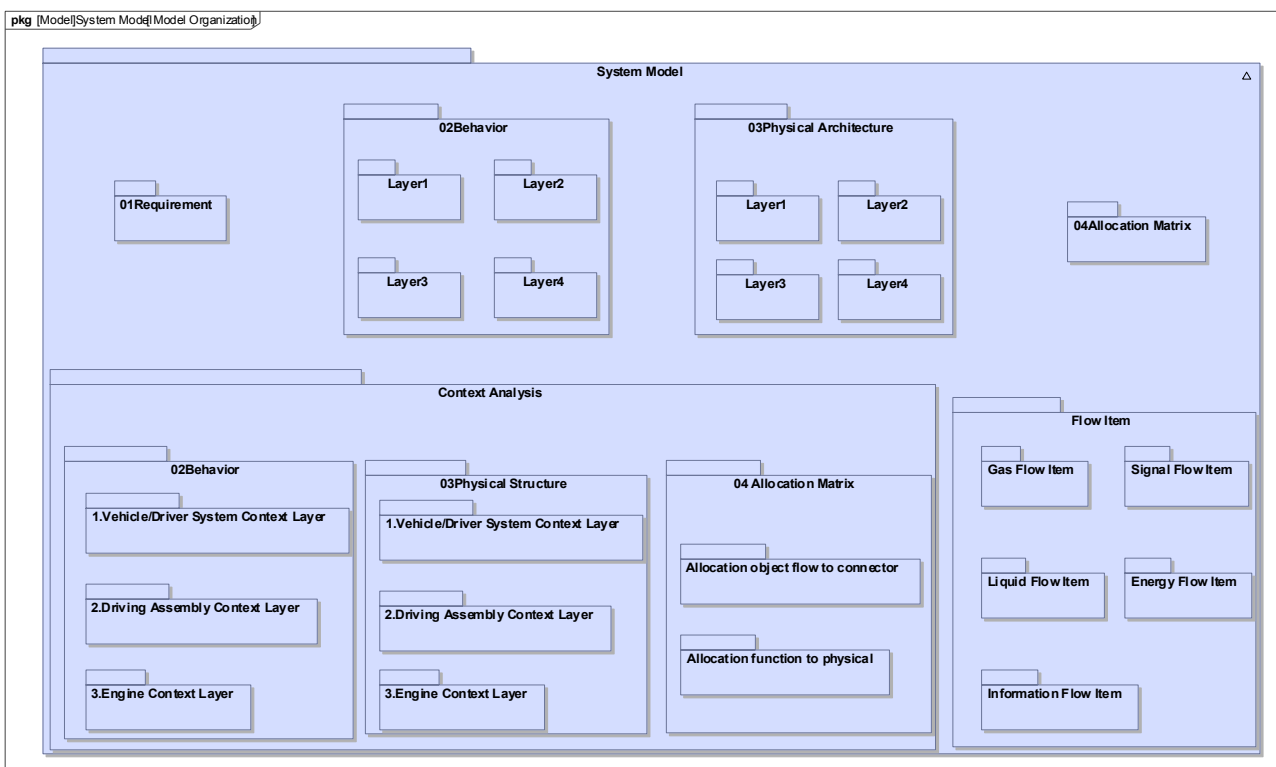 pkg [Model]System Model[Model Organization]
System Model
02Behavior
03Physical Architecture
Layer1
Layer2
Layer1
Layer2
01Requirement
04Allocation Matrix
Layer3
Layer4
Layer3
Layer4
Context Analysis
Flow Item
02Behavior
03Physical Structure
04 Allocation Matrix
Gas Flow Item
Signal Flow Item
1.Vehicle/Driver System Context Layer
1.Vehicle/Driver System Context Layer
Allocation object flow to connector
Liquid Flow Item
Energy Flow Item
2.Driving Assembly Context Layer
2.Driving Assembly Context Layer
Allocation function to physical
3.Engine Context Layer
3.Engine Context Layer
Information Flow Item